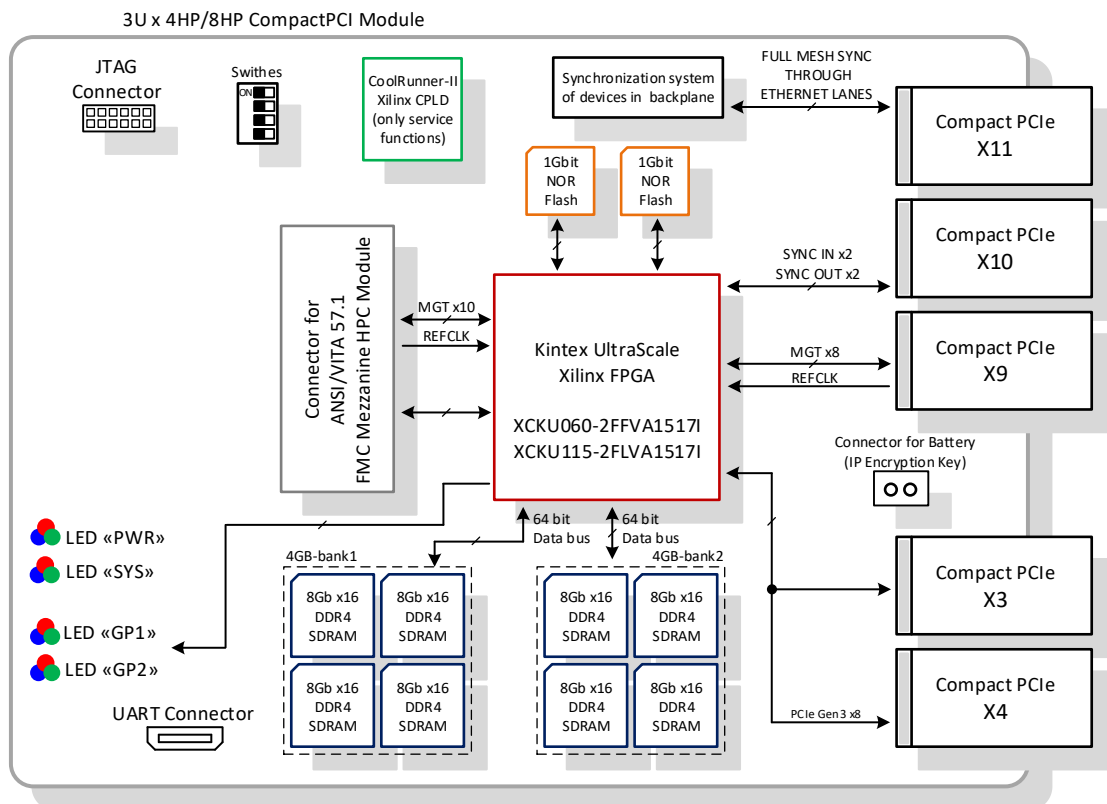 3U x 4HP/8HP CompactPCI Module
JTAG
Connector
Swithes
ON
CoolRunner-II
Xilinx CPLD
(only service
functions)
Synchronization system
of devices in backplane
FULL MESH SYNC
THROUGH
ETHERNET LANES
Compact PCIe
X11
1Gbit
NOR
Flash
1Gbit
NOR
Flash
Connector for
ANSI/VITA 57.1
FMC Mezzanine HPC Module
MGT x10
REFCLK
Kintex UltraScale
Xilinx FPGA
XCKU060-2FFVA1517I
XCKU115-2FLVA1517I
SYNC IN x2
SYNC OUT x2
Compact PCIe
X10
MGT x8
REFCLK
Compact PCIe
X9
Connector for Battery
(IP Encryption Key)
LED «PWR»
LED «SYS»
LED «GP1»
LED «GP2»
UART Connector
64 bit
Data bus
64 bit
Data bus
4GB-bank1
8Gb x16
DDR4
SDRAM
8Gb x16
DDR4
SDRAM
8Gb x16
DDR4
SDRAM
8Gb x16
DDR4
SDRAM
4GB-bank2
8Gb x16
DDR4
SDRAM
8Gb x16
DDR4
SDRAM
8Gb x16
DDR4
SDRAM
8Gb x16
DDR4
SDRAM
Compact PCIe
X3
PCIe Gen3 x8
Compact PCIe
X4